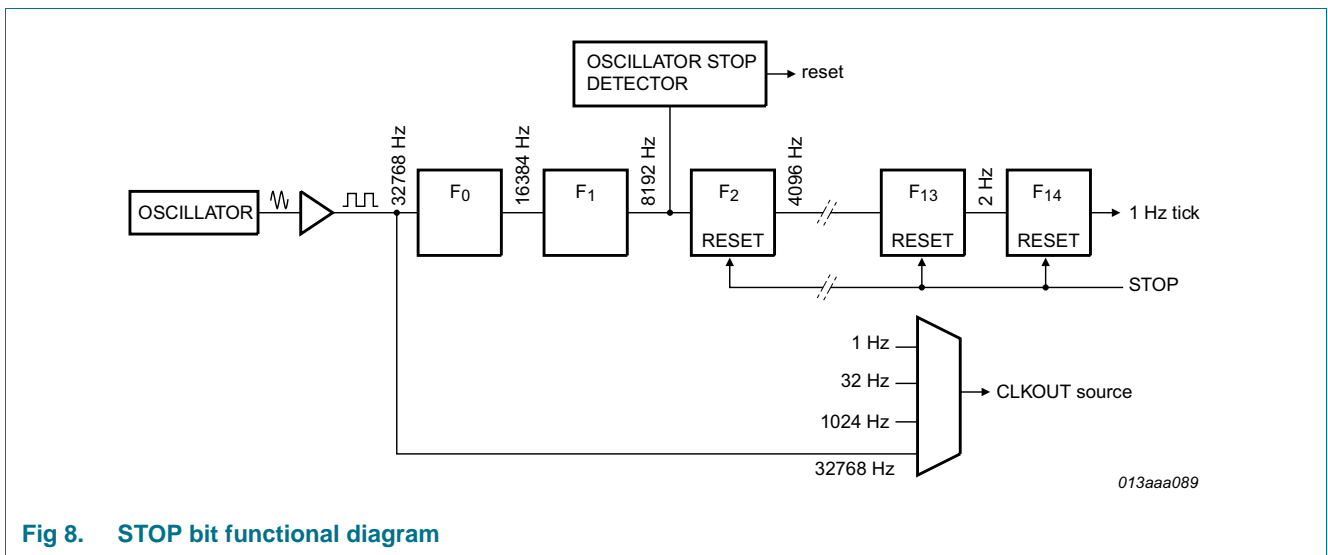 OSCILLATOR STOP
DETECTOR
reset
32768 Hz
16384 Hz
8192 Hz
4096 Hz
2 Hz
OSCILLATOR
F0
F1
F2
RESET
F13
RESET
F14
RESET
1 Hz tick
STOP
1 Hz
32 Hz
1024 Hz
32768 Hz
CLKOUT source
013aaa089
Fig 8. STOP bit functional diagram